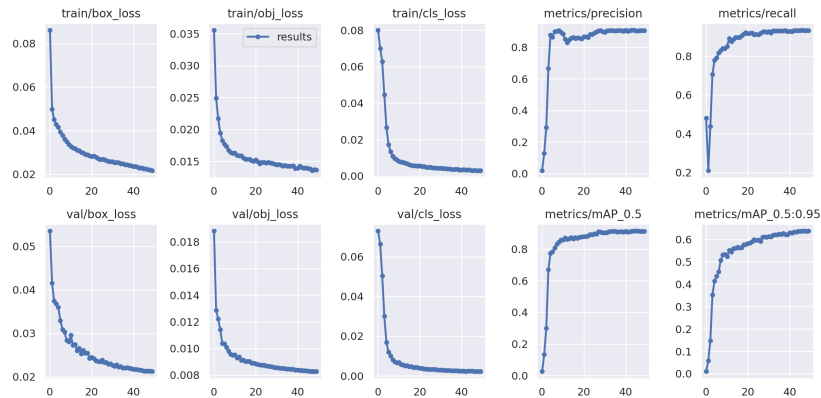 train/box_loss
train/obj_loss
train/cls_loss
metrics/precision
metrics/recall
0.08
0.06
0.04
0.02
0 20 40
0.035
0.030
0.025
0.020
0.015
results
0 20 40
0.08
0.06
0.04
0.02
0.00
0 20 40
0.8
0.6
0.4
0.2
0.0
0 20 40
0.8
0.6
0.4
0.2
0 20 40
val/box_loss
val/obj_loss
val/cls_loss
metrics/mAP_0.5
metrics/mAP_0.5:0.95
0.05
0.04
0.03
0.02
0 20 40
0.018
0.016
0.014
0.012
0.010
0.008
0 20 40
0.06
0.04
0.02
0.00
0 20 40
0.8
0.6
0.4
0.2
0.0
0 20 40
0.6
0.5
0.4
0.3
0.2
0.1
0.0
0 20 40